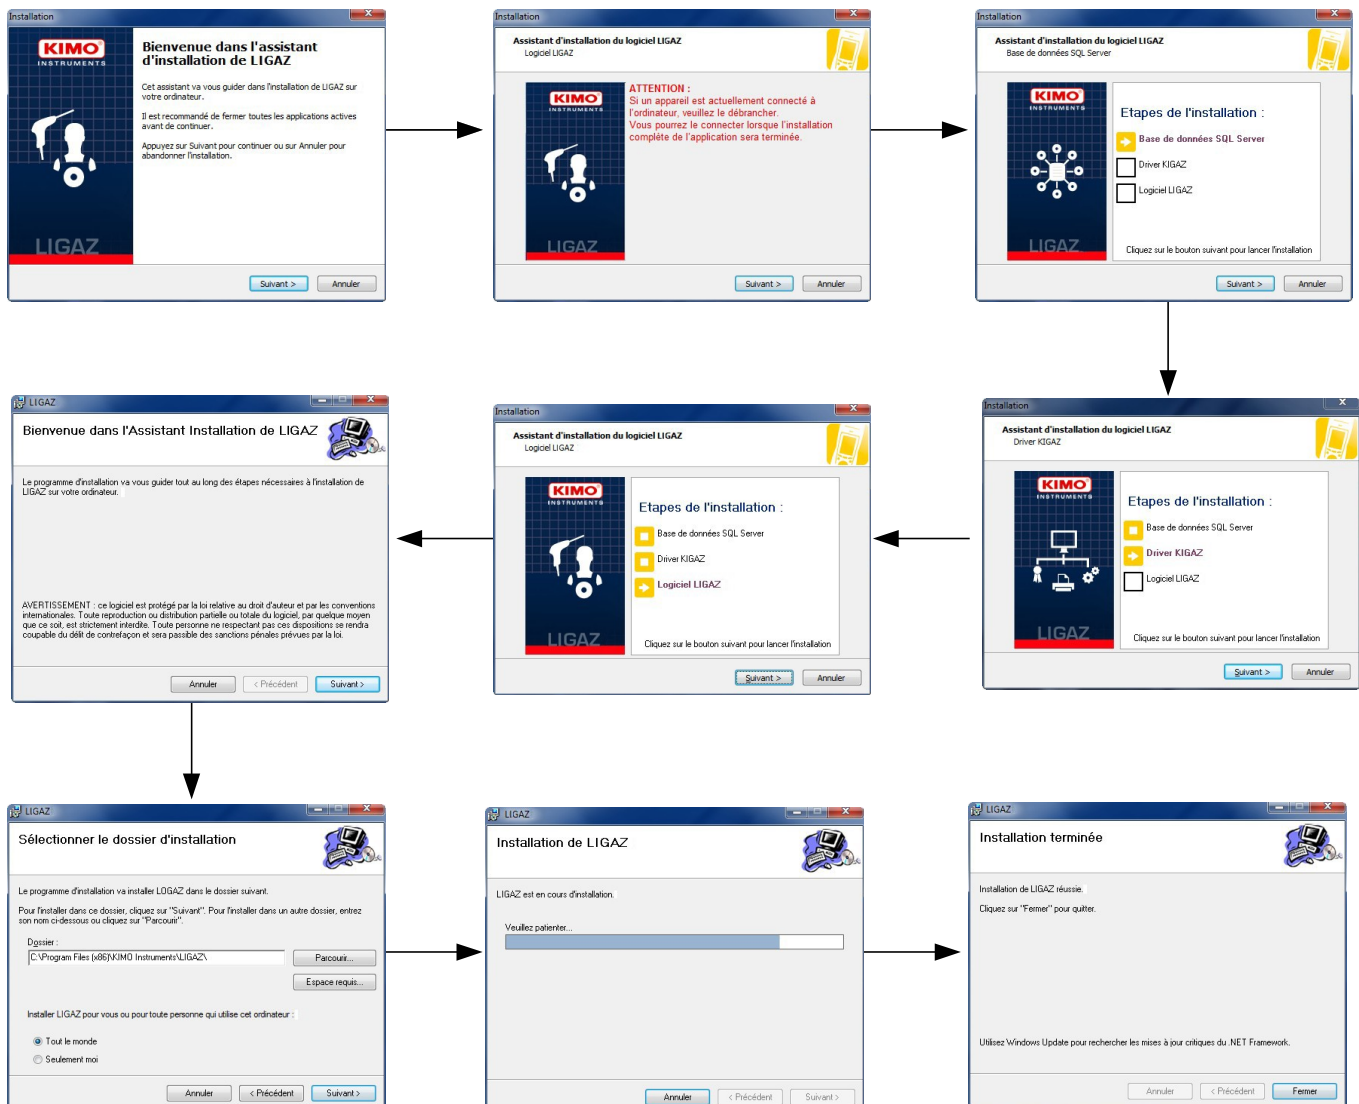 Installation
KIMO
INSTRUMENTS
LIGAZ
Bienvenue dans l'assistant
d'installation de LIGAZ
Cet assistant va vous guider dans l'installation de LIGAZ sur
votre ordinateur.
Il est recommandé de fermer toutes les applications actives
avant de continuer.
Appuyez sur Suivant pour continuer ou sur Annuler pour
abandonner l'installation.
Suivant >
Annuler
Installation
Assistant d'installation du logiciel LIGAZ
Logiciel LIGAZ
KIMO
INSTRUMENTS
LIGAZ
ATTENTION :
Si un appareil est actuellement connecté à
l'ordinateur, veuillez le débrancher.
Vous pourrez le connecter lorsque l'installation
complète de l'application sera terminée.
Suivant >
Annuler
Installation
Assistant d'installation du logiciel LIGAZ
Base de données SQL Server
KIMO
INSTRUMENTS
LIGAZ
Etapes de l'installation :
Base de données SQL Server
Driver KIGAZ
Logiciel LIGAZ
Cliquez sur le bouton suivant pour lancer l'installation
Suivant >
Annuler
Installation
Assistant d'installation du logiciel LIGAZ
Driver KIGAZ
KIMO
INSTRUMENTS
LIGAZ
Etapes de l'installation :
Base de données SQL Server
Driver KIGAZ
Logiciel LIGAZ
Cliquez sur le bouton suivant pour lancer l'installation
Suivant >
Annuler
Installation
Assistant d'installation du logiciel LIGAZ
Logiciel LIGAZ
KIMO
INSTRUMENTS
LIGAZ
Etapes de l'installation :
Base de données SQL Server
Driver KIGAZ
Logiciel LIGAZ
Cliquez sur le bouton suivant pour lancer l'installation
Suivant >
Annuler
LIGAZ
Bienvenue dans l'Assistant Installation de LIGAZ
Le programme d'installation va vous guider tout au long des étapes nécessaires à l'installation de
LIGAZ sur votre ordinateur.
AVERTISSEMENT : ce logiciel est protégé par la loi relative au droit d'auteur et par les conventions
internationales. Toute reproduction ou distribution partielle ou totale du logiciel, par quelque moyen
que ce soit, est strictement interdite. Toute personne ne respectant pas ces dispositions se rendra
coupable du délit de contrefaçon et sera passible des sanctions pénales prévues par la loi.
Annuler
< Précédent
Suivant >
LIGAZ
Sélectionner le dossier d'installation
Le programme d'installation va installer LOGAZ dans le dossier suivant.
Pour l'installer dans ce dossier, cliquez sur "Suivant". Pour l'installer dans un autre dossier, entrez
son nom ci-dessous ou cliquez sur "Parcourir".
Dossier :
C:\Program Files (x86)\KIMO Instruments\LIGAZ\
Parcourir...
Espace requis...
Installer LIGAZ pour vous ou pour toute personne qui utilise cet ordinateur :
Tout le monde
Seulement moi
Annuler
< Précédent
Suivant >
LIGAZ
Installation de LIGAZ
LIGAZ est en cours d'installation.
Veuillez patienter...
Annuler
< Précédent
Suivant >
LIGAZ
Installation terminée
Installation de LIGAZ réussie.
Cliquez sur "Fermer" pour quitter.
Utilisez Windows Update pour rechercher les mises à jour critiques du .NET Framework.
Annuler
< Précédent
Fermer